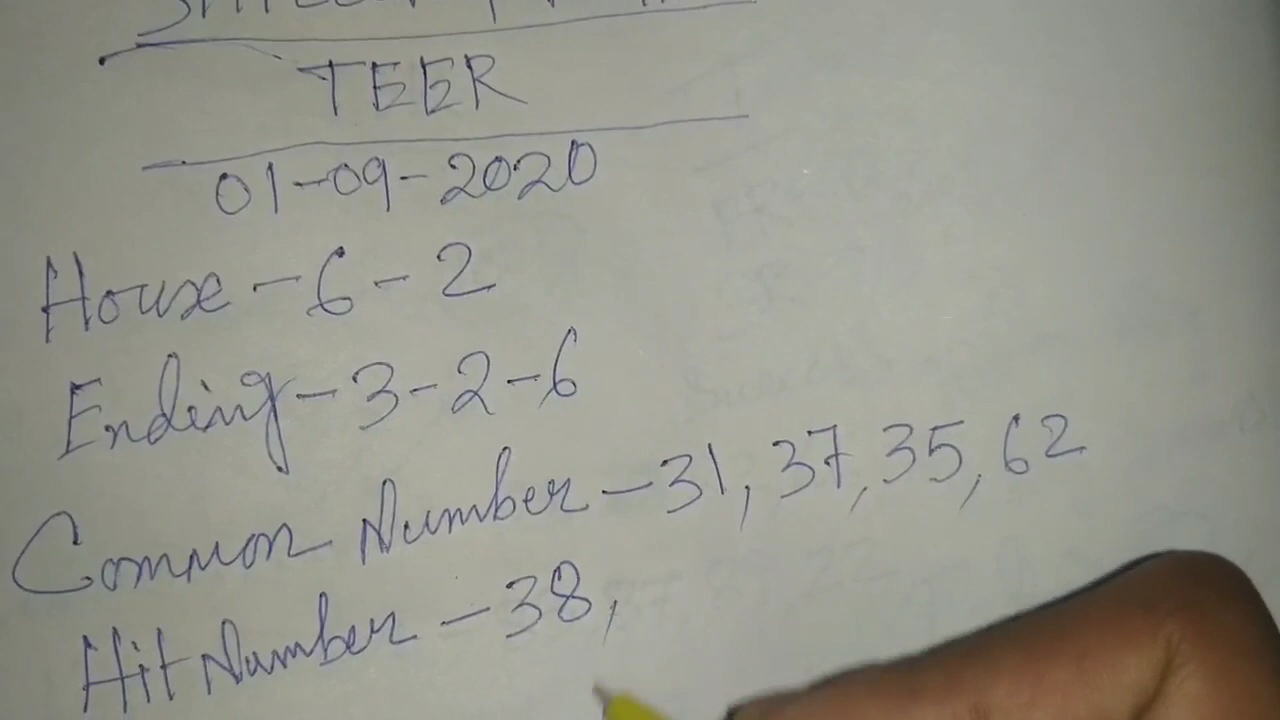 TEER
01-09-2020
House - 6 - 2
Ending - 3 - 2 - 6
Common Number - 31, 37, 35, 62
Hit Number - 38,